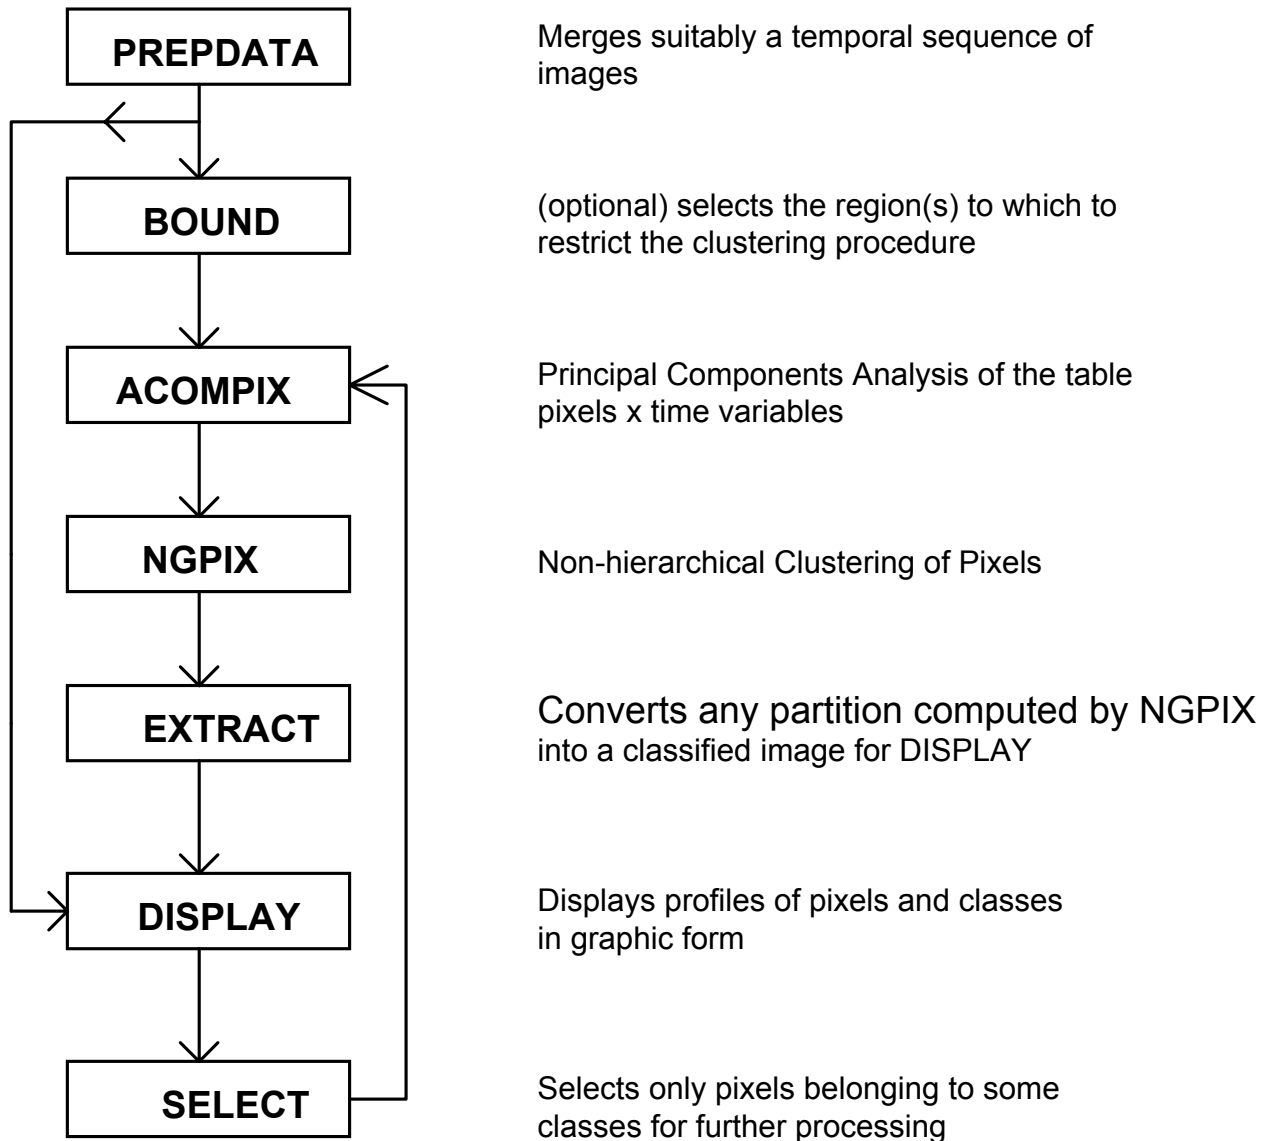 PREPDATA
Merges suitably a temporal sequence of
images
BOUND
(optional) selects the region(s) to which to
restrict the clustering procedure
ACOMPIX
Principal Components Analysis of the table
pixels x time variables
NGPIX
Non-hierarchical Clustering of Pixels
EXTRACT
Converts any partition computed by NGPIX
into a classified image for DISPLAY
DISPLAY
Displays profiles of pixels and classes
in graphic form
SELECT
Selects only pixels belonging to some
classes for further processing